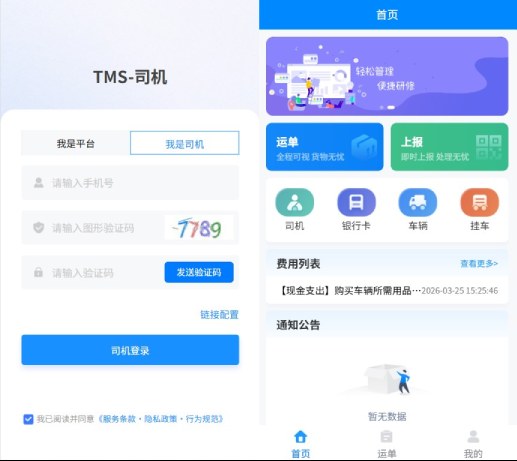 TMS-司机
我是平台
我是司机
请输入手机号
请输入图形验证码
7789
请输入验证码
发送验证码
链接配置
司机登录
我已阅读并同意《服务条款·隐私政策·行为规范》
首页
轻松管理
便捷研修
运单
全程可视 货物无忧
上报
即时上报 处理无忧
司机
银行卡
车辆
挂车
费用列表
查看更多>
【现金支出】购买车辆所需用品…2026-03-25 15:25:46
通知公告
暂无数据
首页
运单
我的